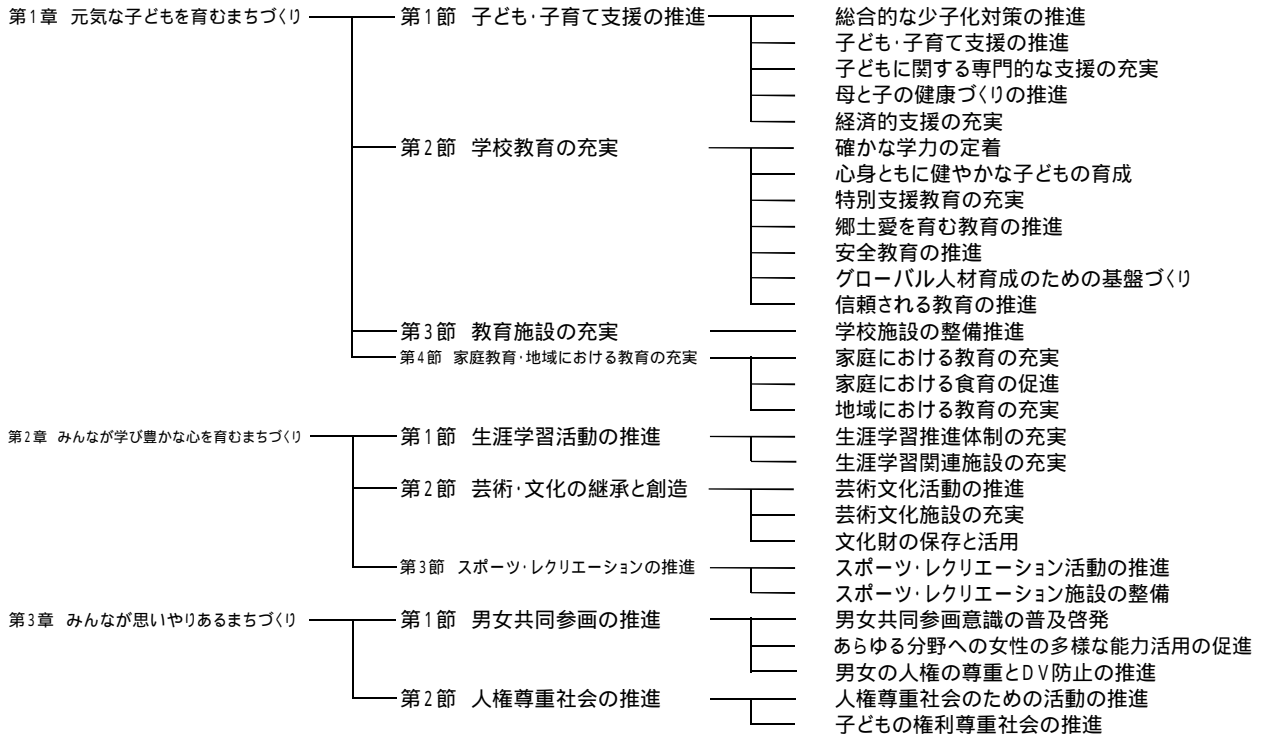 第1章 元気な子どもを育むまちづくり 第1節 子ども・子育て支援の推進 総合的な少子化対策の推進
子ども・子育て支援の推進
子どもに関する専門的な支援の充実
母と子の健康づくりの推進
経済的支援の充実
第2節 学校教育の充実 確かな学力の定着
心身ともに健やかな子どもの育成
特別支援教育の充実
郷土愛を育む教育の推進
安全教育の推進
グローバル人材育成のための基盤づくり
信頼される教育の推進
第3節 教育施設の充実 学校施設の整備推進
第4節 家庭教育・地域における教育の充実 家庭における教育の充実
家庭における食育の促進
地域における教育の充実
第2章 みんなが学び豊かな心を育むまちづくり 第1節 生涯学習活動の推進 生涯学習推進体制の充実
生涯学習関連施設の充実
第2節 芸術・文化の継承と創造 芸術文化活動の推進
芸術文化施設の充実
文化財の保存と活用
第3節 スポーツ・レクリエーションの推進 スポーツ・レクリエーション活動の推進
スポーツ・レクリエーション施設の整備
第3章 みんなが思いやりあるまちづくり 第1節 男女共同参画の推進 男女共同参画意識の普及啓発
あらゆる分野への女性の多様な能力活用の促進
男女の人権の尊重とDV防止の推進
第2節 人権尊重社会の推進 人権尊重社会のための活動の推進
子どもの権利尊重社会の推進